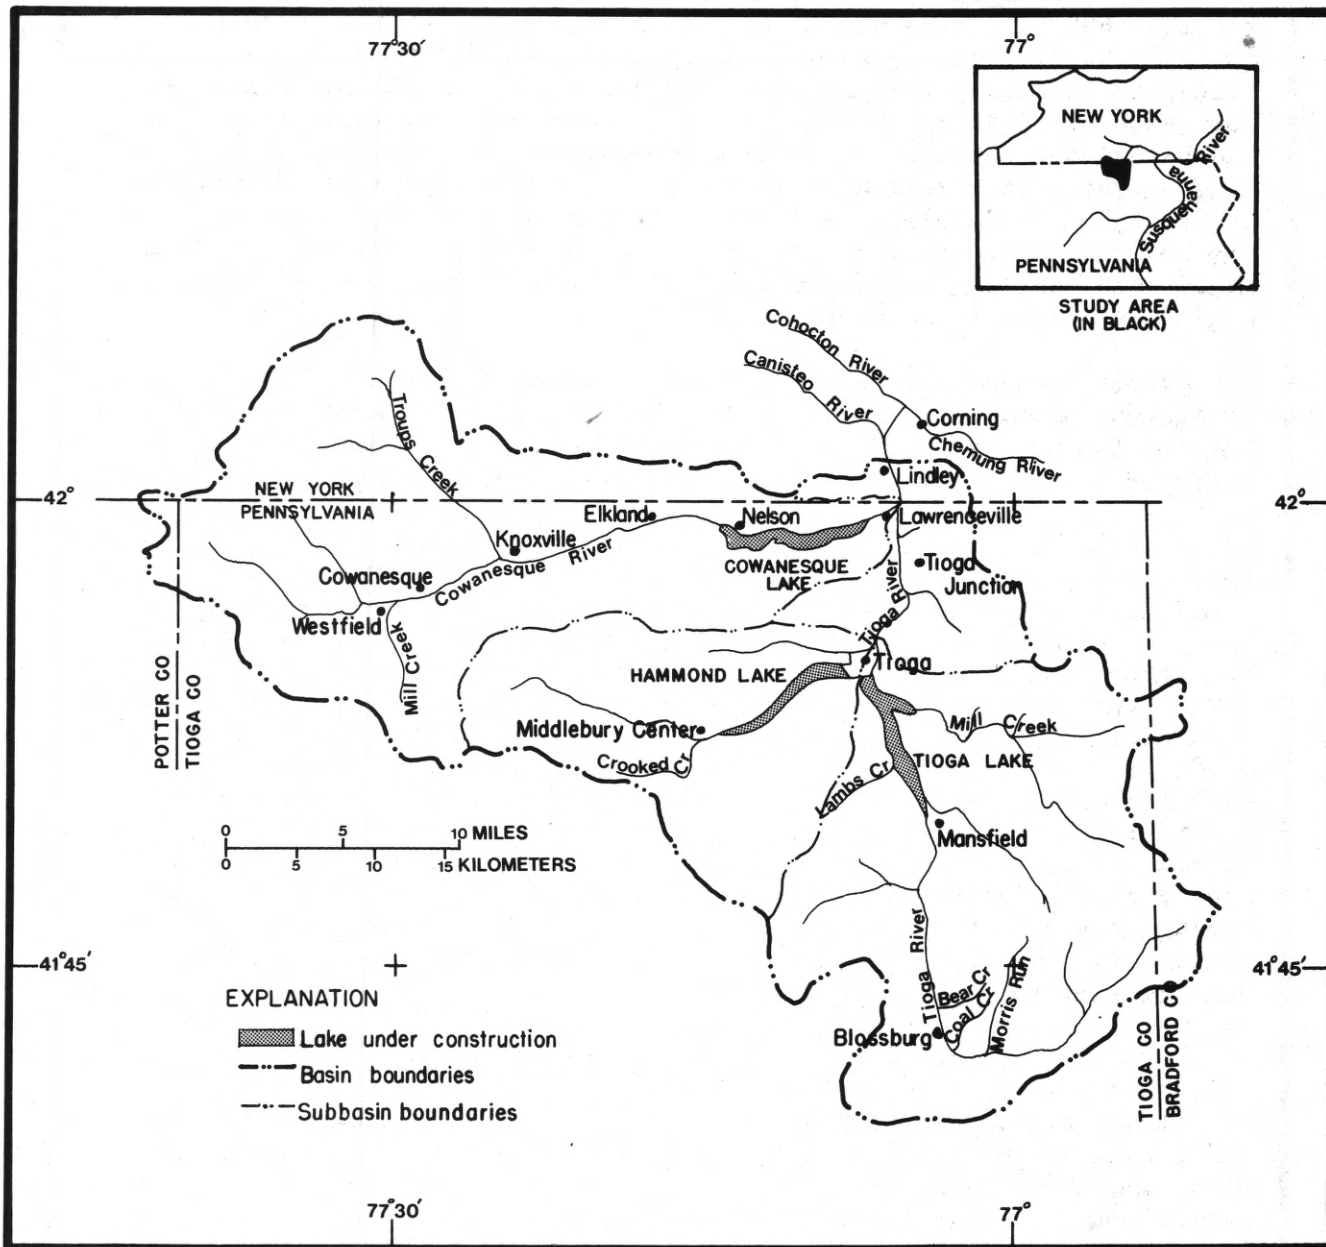 77°30'
77°
NEW YORK
Susquehanna
River
PENNSYLVANIA
STUDY AREA
(IN BLACK)
Cohocton River
Canisteo River
Corning
Chemung River
Troups Creek
Lindley
42°
NEW YORK
PENNSYLVANIA
42°
Elkland
Nelson
Lawrenceville
Knoxville
Cowanesque River
COWANESQUE
LAKE
Tioga
Junction
Cowanesque
Westfield
Mill Creek
Tioga River
Tioga
HAMMOND LAKE
POTTER CO
TIOGA CO
Middlebury Center
Crooked Cr
Mill Creek
TIOGA LAKE
Lambs Cr
Mansfield
0 5 10 MILES
0 5 10 15 KILOMETERS
Tioga River
41°45'
41°45'
Bear Cr
Coal Cr
Morris Run
Blossburg
TIOGA CO
BRADFORD C
EXPLANATION
Lake under construction
Basin boundaries
Subbasin boundaries
77°30'
77°